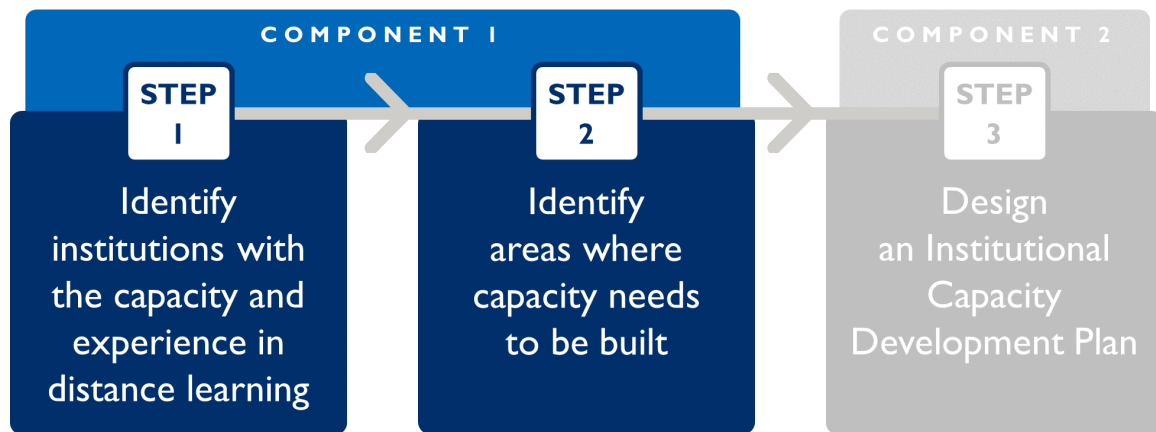 COMPONENT 1
COMPONENT 2
STEP
1
Identify
institutions with
the capacity and
experience in
distance learning
STEP
2
Identify
areas where
capacity needs
to be built
STEP
3
Design
an Institutional
Capacity
Development Plan